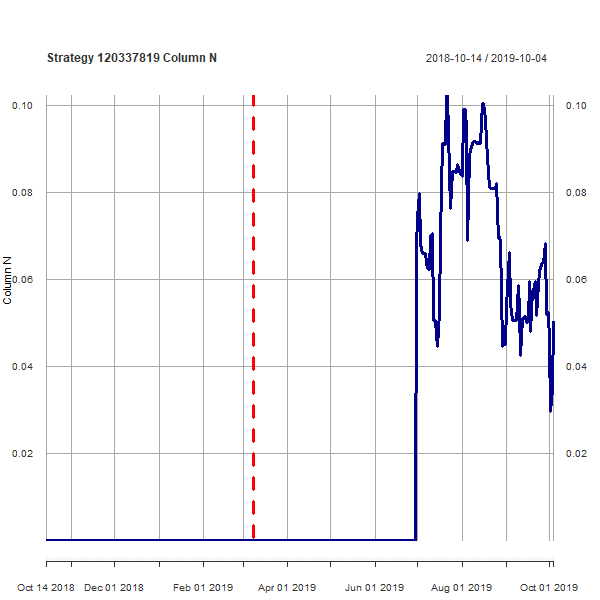 Strategy 120337819 Column N
2018-10-14 / 2019-10-04
0.10 0.10
0.08 0.08
0.06 0.06
Column N
0.04 0.04
0.02 0.02
Oct 14 2018 Dec 01 2018 Feb 01 2019 Apr 01 2019 Jun 01 2019 Aug 01 2019 Oct 01 2019